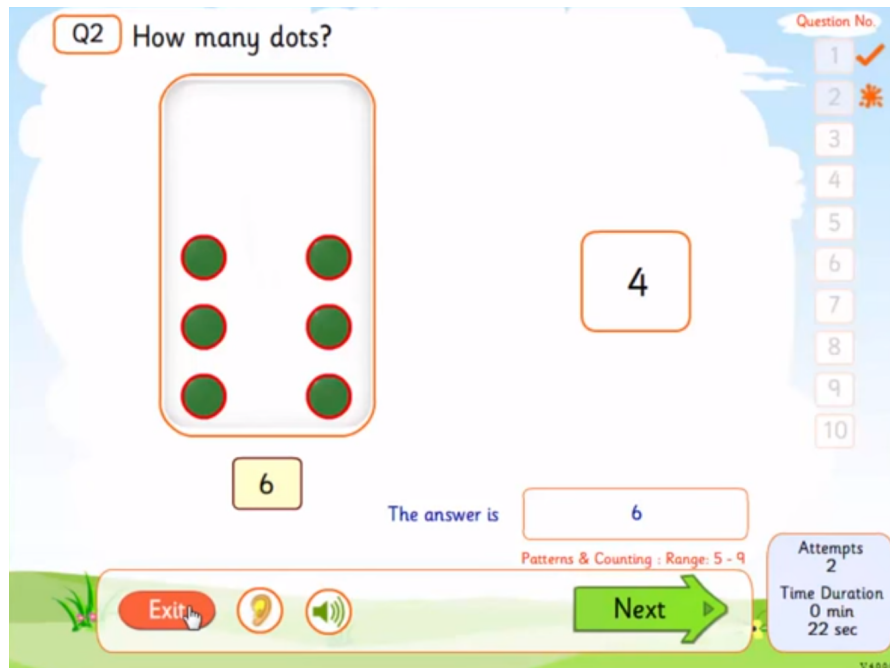 Q2 How many dots?
Question No.
1
2
3
4
5
6
7
8
9
10
4
6
The answer is 6
Patterns & Counting : Range: 5 - 9
Attempts
2
Time Duration
0 min
22 sec
Exit
Next